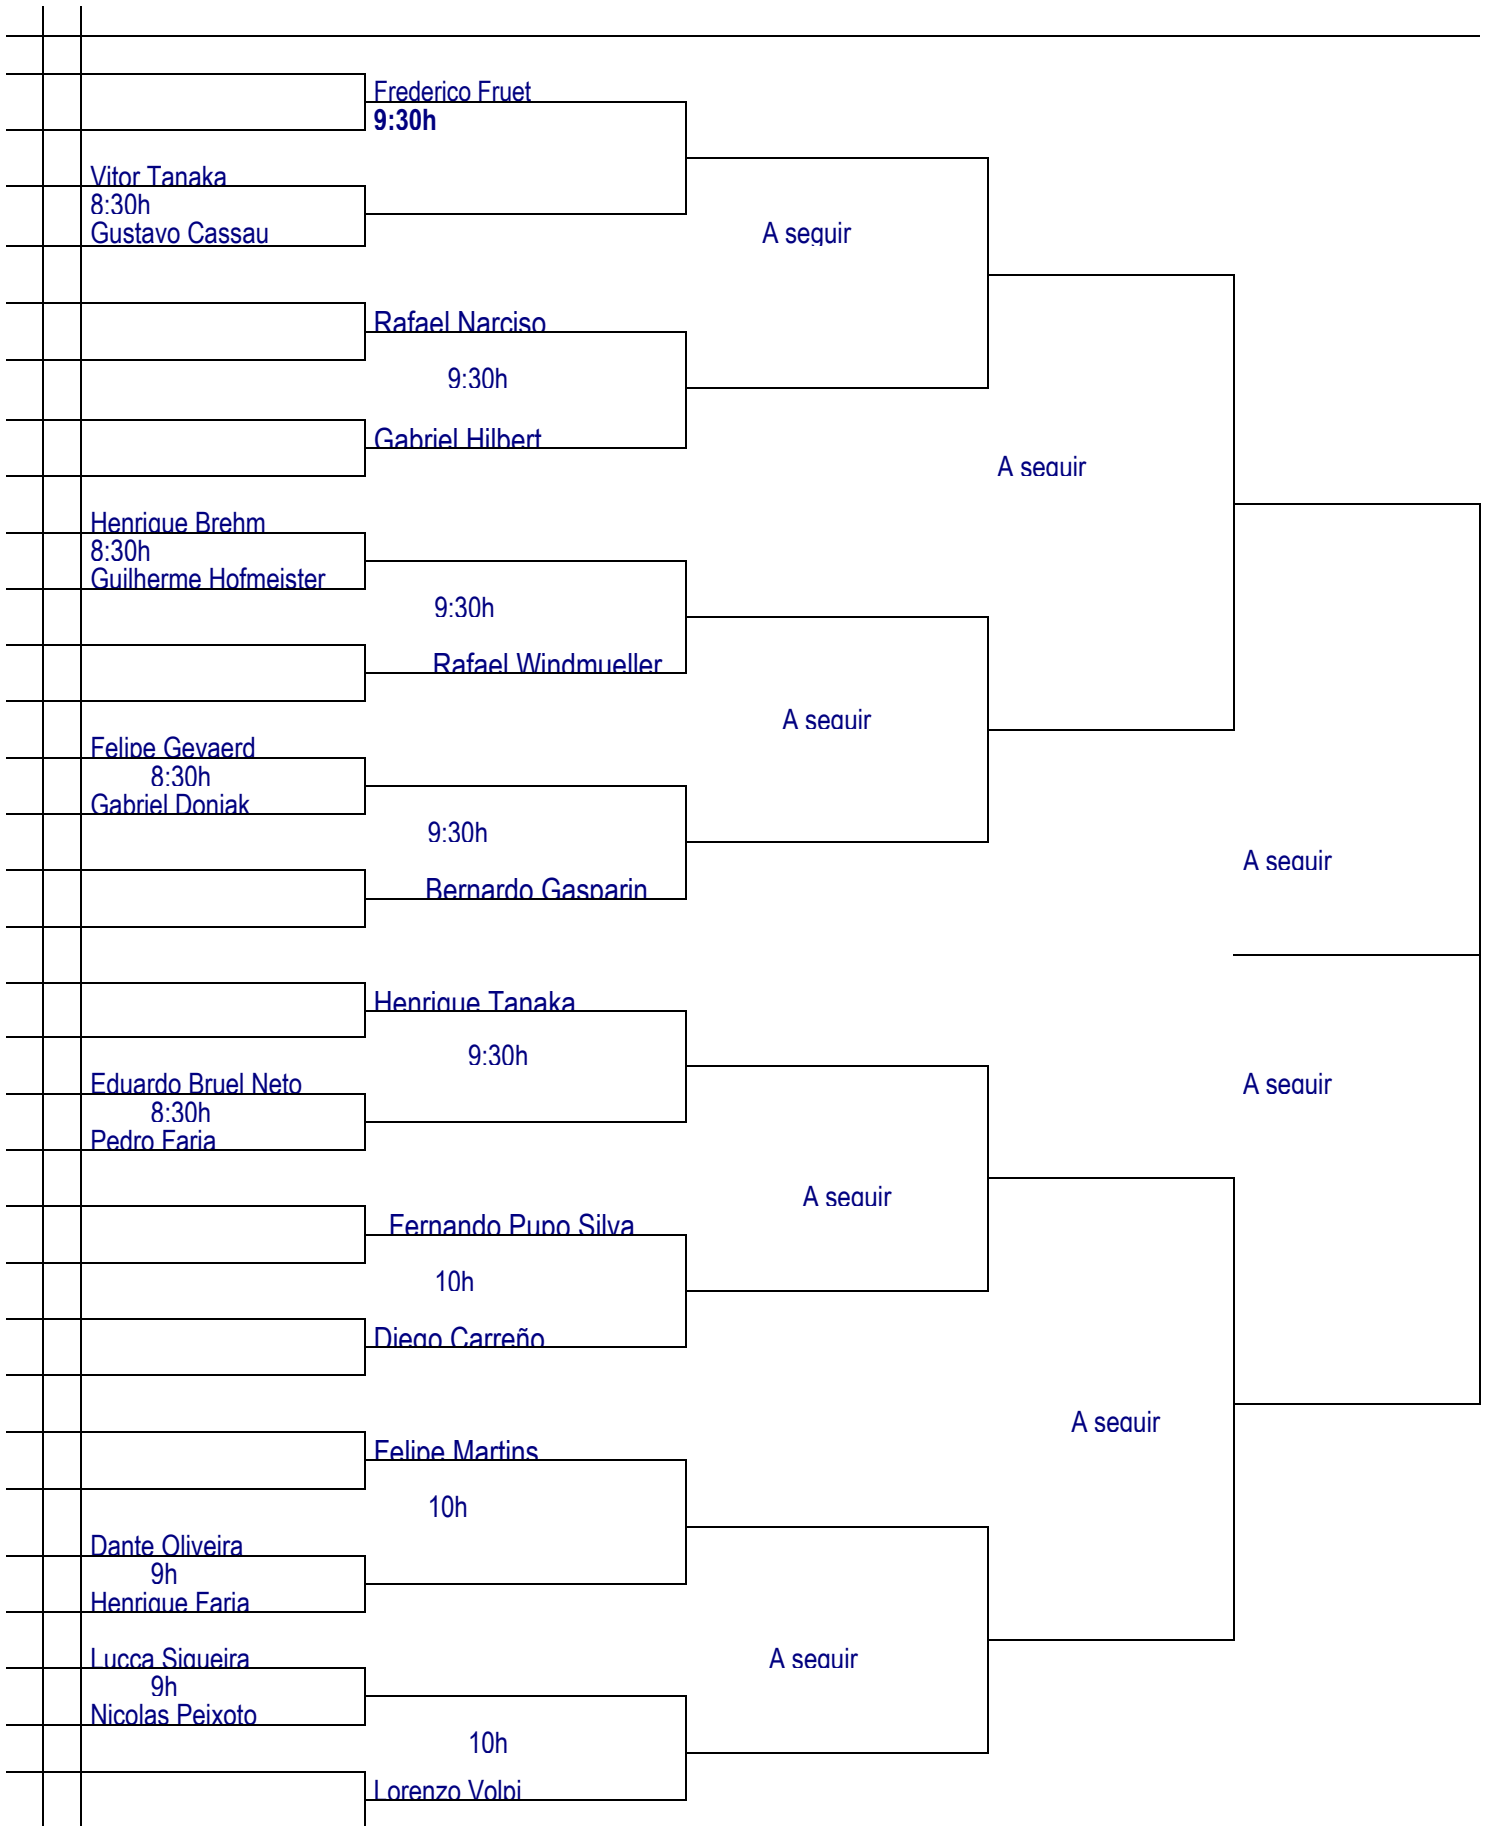 Frederico Fruet
9:30h
Vitor Tanaka
8:30h
Gustavo Cassau
A seguir
Rafael Narciso
9:30h
Gabriel Hilbert
A seguir
Henrique Brehm
8:30h
Guilherme Hofmeister
9:30h
Rafael Windmueller
A seguir
Felipe Gevaerd
8:30h
Gabriel Doniak
9:30h
A seguir
Bernardo Gasparin
Henrique Tanaka
9:30h
Eduardo Bruel Neto
A seguir
8:30h
Pedro Faria
A seguir
Fernando Pupo Silva
10h
Diego Carreño
A seguir
Felipe Martins
10h
Dante Oliveira
9h
Henrique Faria
Lucca Siqueira
A seguir
9h
Nicolas Peixoto
10h
Lorenzo Volpi